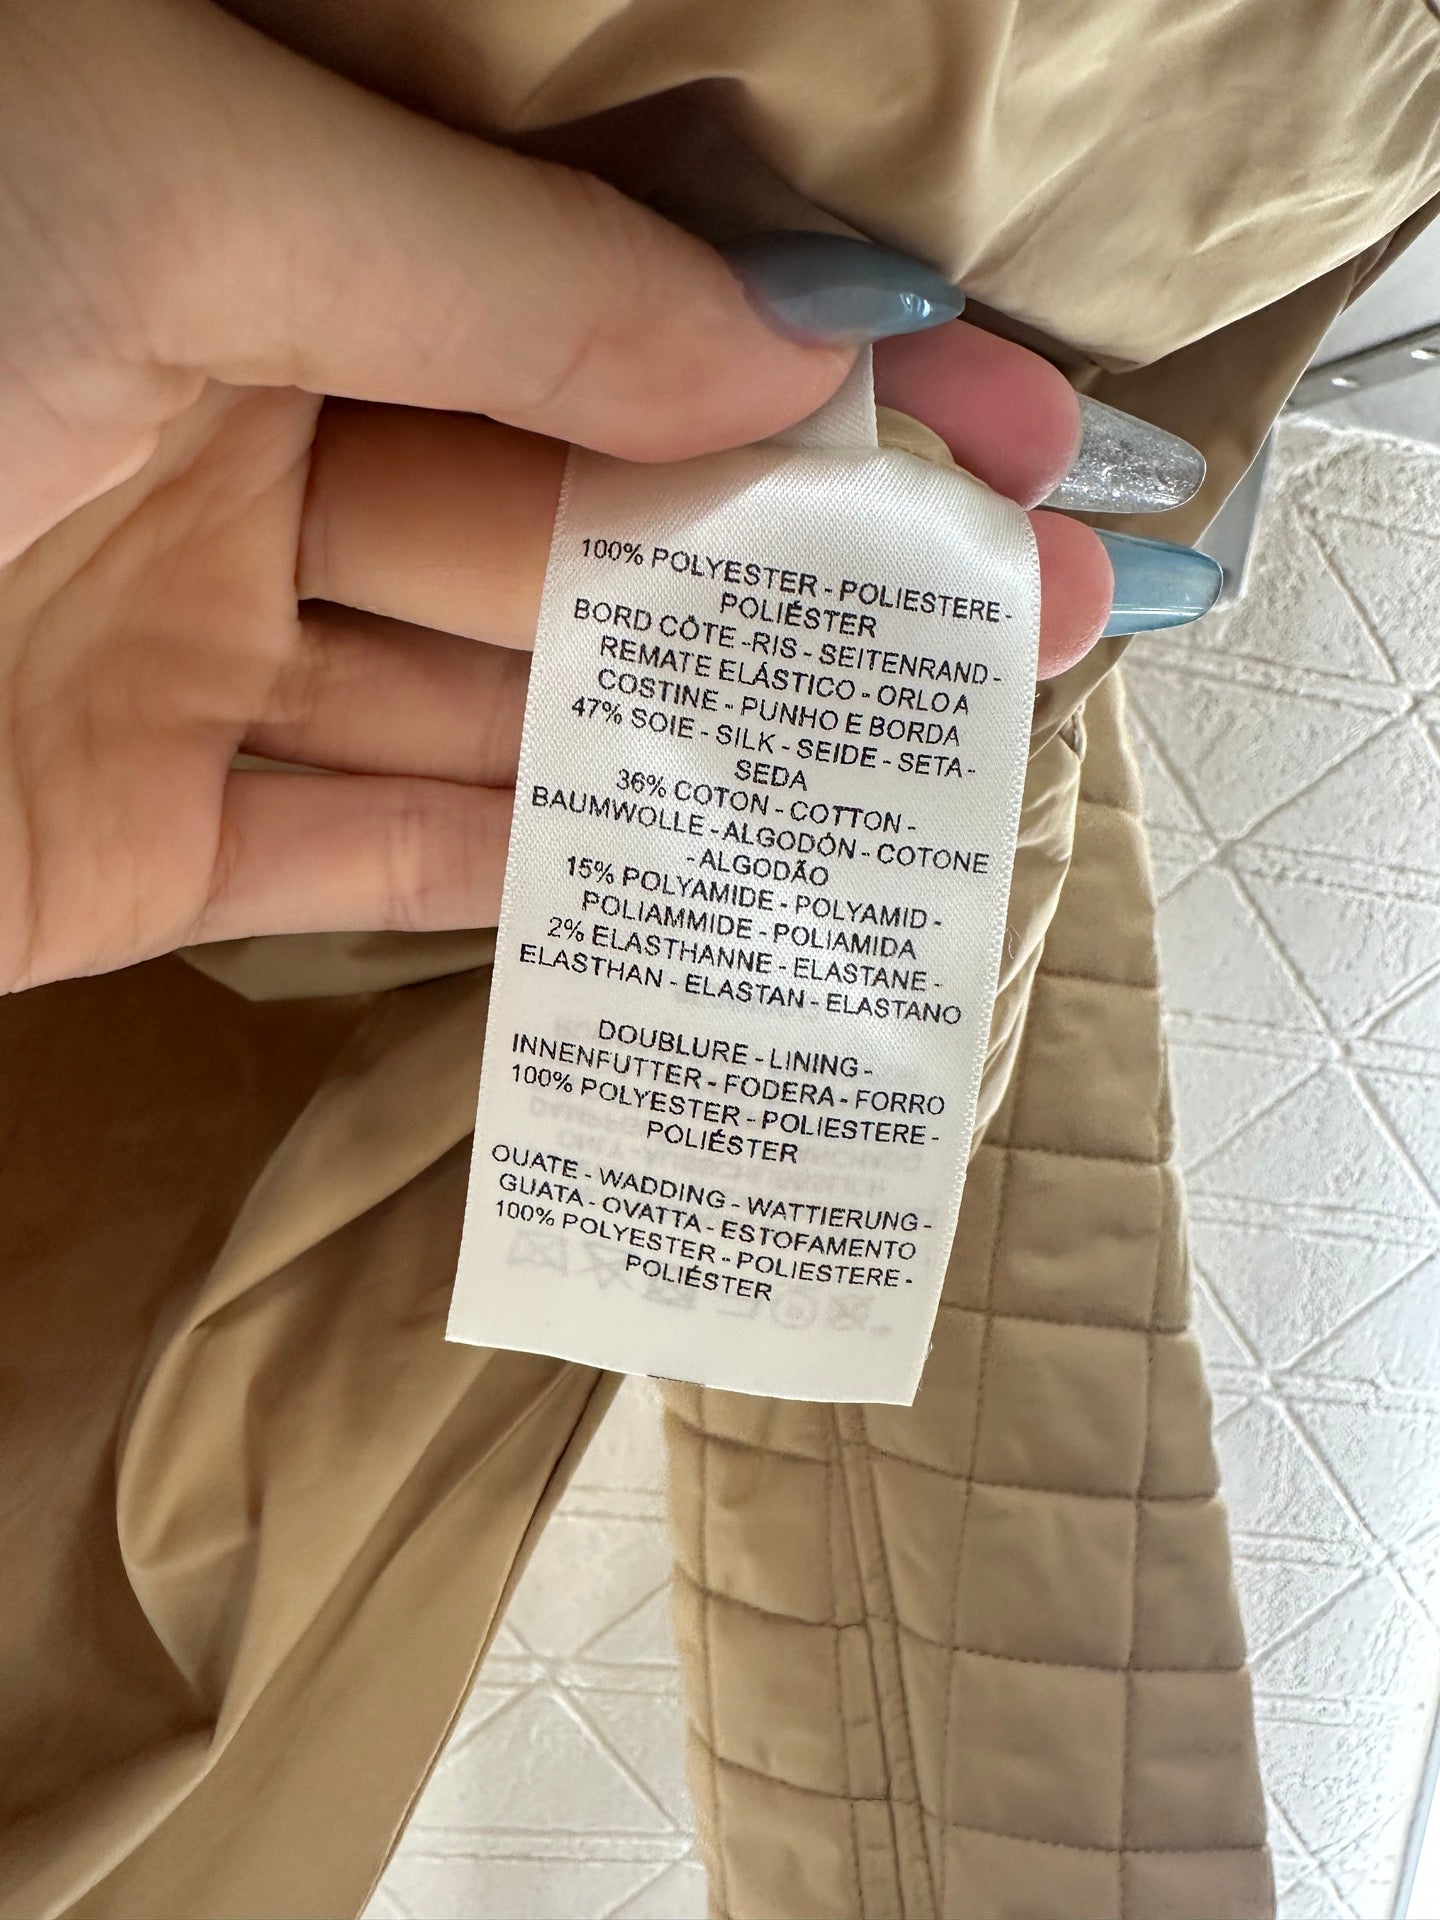 100% POLYESTER - POLIESTERE -
POLIÉSTER
BORD CÔTE -RIS - SEITENRAND -
REMATE ELÁSTICO - ORLO A
COSTINE - PUNHO E BORDA
47% SOIE - SILK - SEIDE - SETA -
SEDA
36% COTON - COTTON -
BAUMWOLLE - ALGODÓN - COTONE
- ALGODÃO
15% POLYAMIDE - POLYAMID -
POLIAMMIDE - POLIAMIDA
2% ELASTHANNE - ELASTANE -
ELASTHAN - ELASTAN - ELASTANO
DOUBLURE - LINING -
INNENFUTTER - FODERA - FORRO
100% POLYESTER - POLIESTERE -
POLIÉSTER
OUATE - WADDING - WATTIERUNG -
GUATA - OVATTA - ESTOFAMENTO
100% POLYESTER - POLIESTERE -
POLIÉSTER